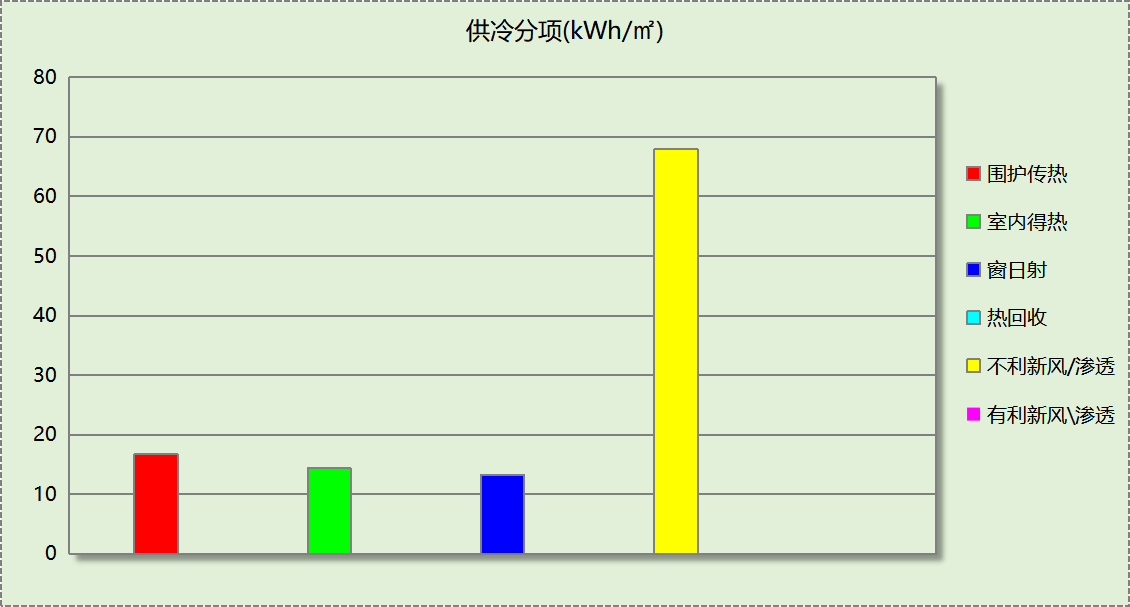 供冷分项(kWh/㎡)
80
70
60
50
40
30
20
10
0
围护传热
室内得热
窗日射
热回收
不利新风/渗透
有利新风\渗透